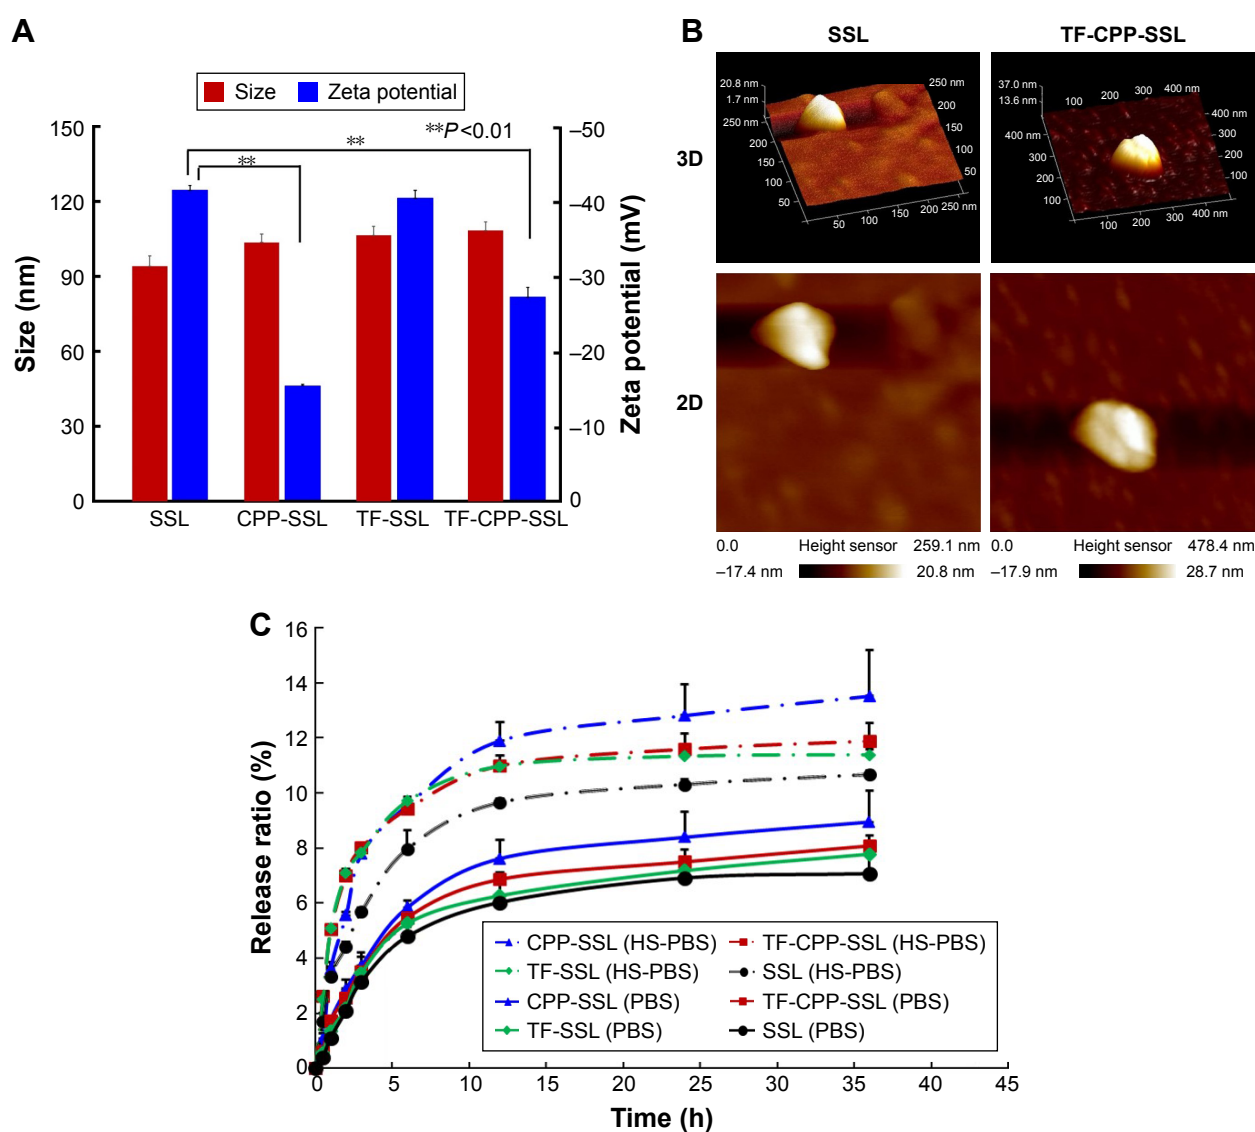 A
Size Zeta potential
**P<0.01
**
**
Size (nm)
150
120
90
60
30
0
Zeta potential (mV)
–50
–40
–30
–20
–10
0
SSL CPP-SSL TF-SSL TF-CPP-SSL
B
SSL TF-CPP-SSL
3D
20.8 nm
1.7 nm
250 nm
200
150
100
50
50 100 150 200 250 nm
250 nm
200
150
100
50
37.0 nm
13.6 nm
100 200 300 400 nm
400 nm
300
200
100
400 nm
300
200
100
100 200 300 400 nm
2D
0.0 Height sensor 259.1 nm
–17.4 nm 20.8 nm
0.0 Height sensor 478.4 nm
–17.9 nm 28.7 nm
C
Release ratio (%)
16
14
12
10
8
6
4
2
0
0 5 10 15 20 25 30 35 40 45
Time (h)
CPP-SSL (HS-PBS) TF-CPP-SSL (HS-PBS)
TF-SSL (HS-PBS) SSL (HS-PBS)
CPP-SSL (PBS) TF-CPP-SSL (PBS)
TF-SSL (PBS) SSL (PBS)